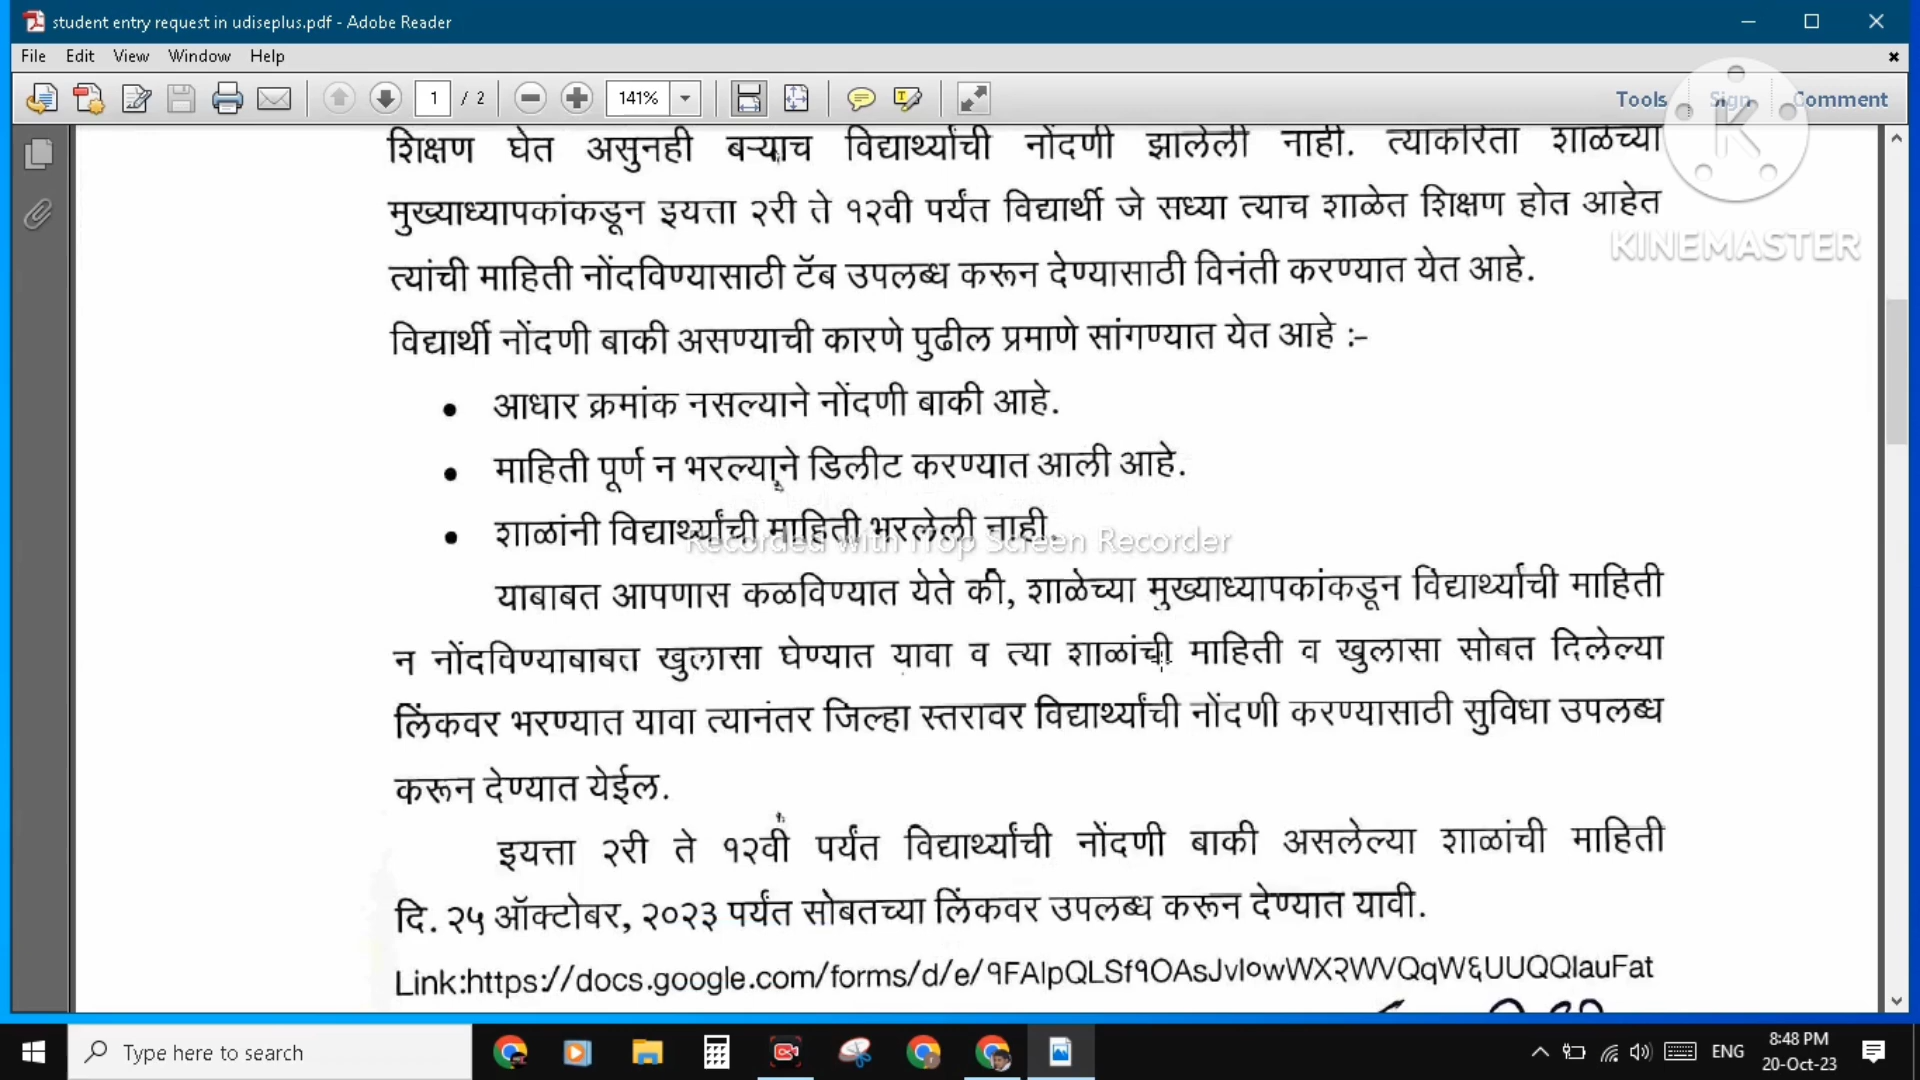 student entry request in udiseplus.pdf - Adobe Reader
File Edit View Window Help
1 / 2 141% Tools Sign Comment
शिक्षण घेत असुनही बऱ्याच विद्यार्थ्यांची नोंदणी झालेली नाही. त्याकरिता शाळेच्या
मुख्याध्यापकांकडून इयत्ता २री ते १२वी पर्यंत विद्यार्थी जे सध्या त्याच शाळेत शिक्षण होत आहेत
KINEMASTER
त्यांची माहिती नोंदविण्यासाठी टॅब उपलब्ध करून देण्यासाठी विनंती करण्यात येत आहे.
विद्यार्थी नोंदणी बाकी असण्याची कारणे पुढील प्रमाणे सांगण्यात येत आहे :-
• आधार क्रमांक नसल्याने नोंदणी बाकी आहे.
• माहिती पूर्ण न भरल्याने डिलीट करण्यात आली आहे.
• शाळांनी विद्यार्थ्यांची माहिती भरलेली नाही.
Recorded with iTop Screen Recorder
याबाबत आपणास कळविण्यात येते की, शाळेच्या मुख्याध्यापकांकडून विद्यार्थ्यांची माहिती
न नोंदविण्याबाबत खुलासा घेण्यात यावा व त्या शाळांची माहिती व खुलासा सोबत दिलेल्या
लिंकवर भरण्यात यावा त्यानंतर जिल्हा स्तरावर विद्यार्थ्यांची नोंदणी करण्यासाठी सुविधा उपलब्ध
करून देण्यात येईल.
इयत्ता २री ते १२वी पर्यंत विद्यार्थ्यांची नोंदणी बाकी असलेल्या शाळांची माहिती
दि. २५ ऑक्टोबर, २०२३ पर्यंत सोबतच्या लिंकवर उपलब्ध करून देण्यात यावी.
Link:https://docs.google.com/forms/d/e/१FAIpQLSf१OAsJvl०wWX२WVQqW६UUQQIauFat
Type here to search
ENG
8:48 PM
20-Oct-23